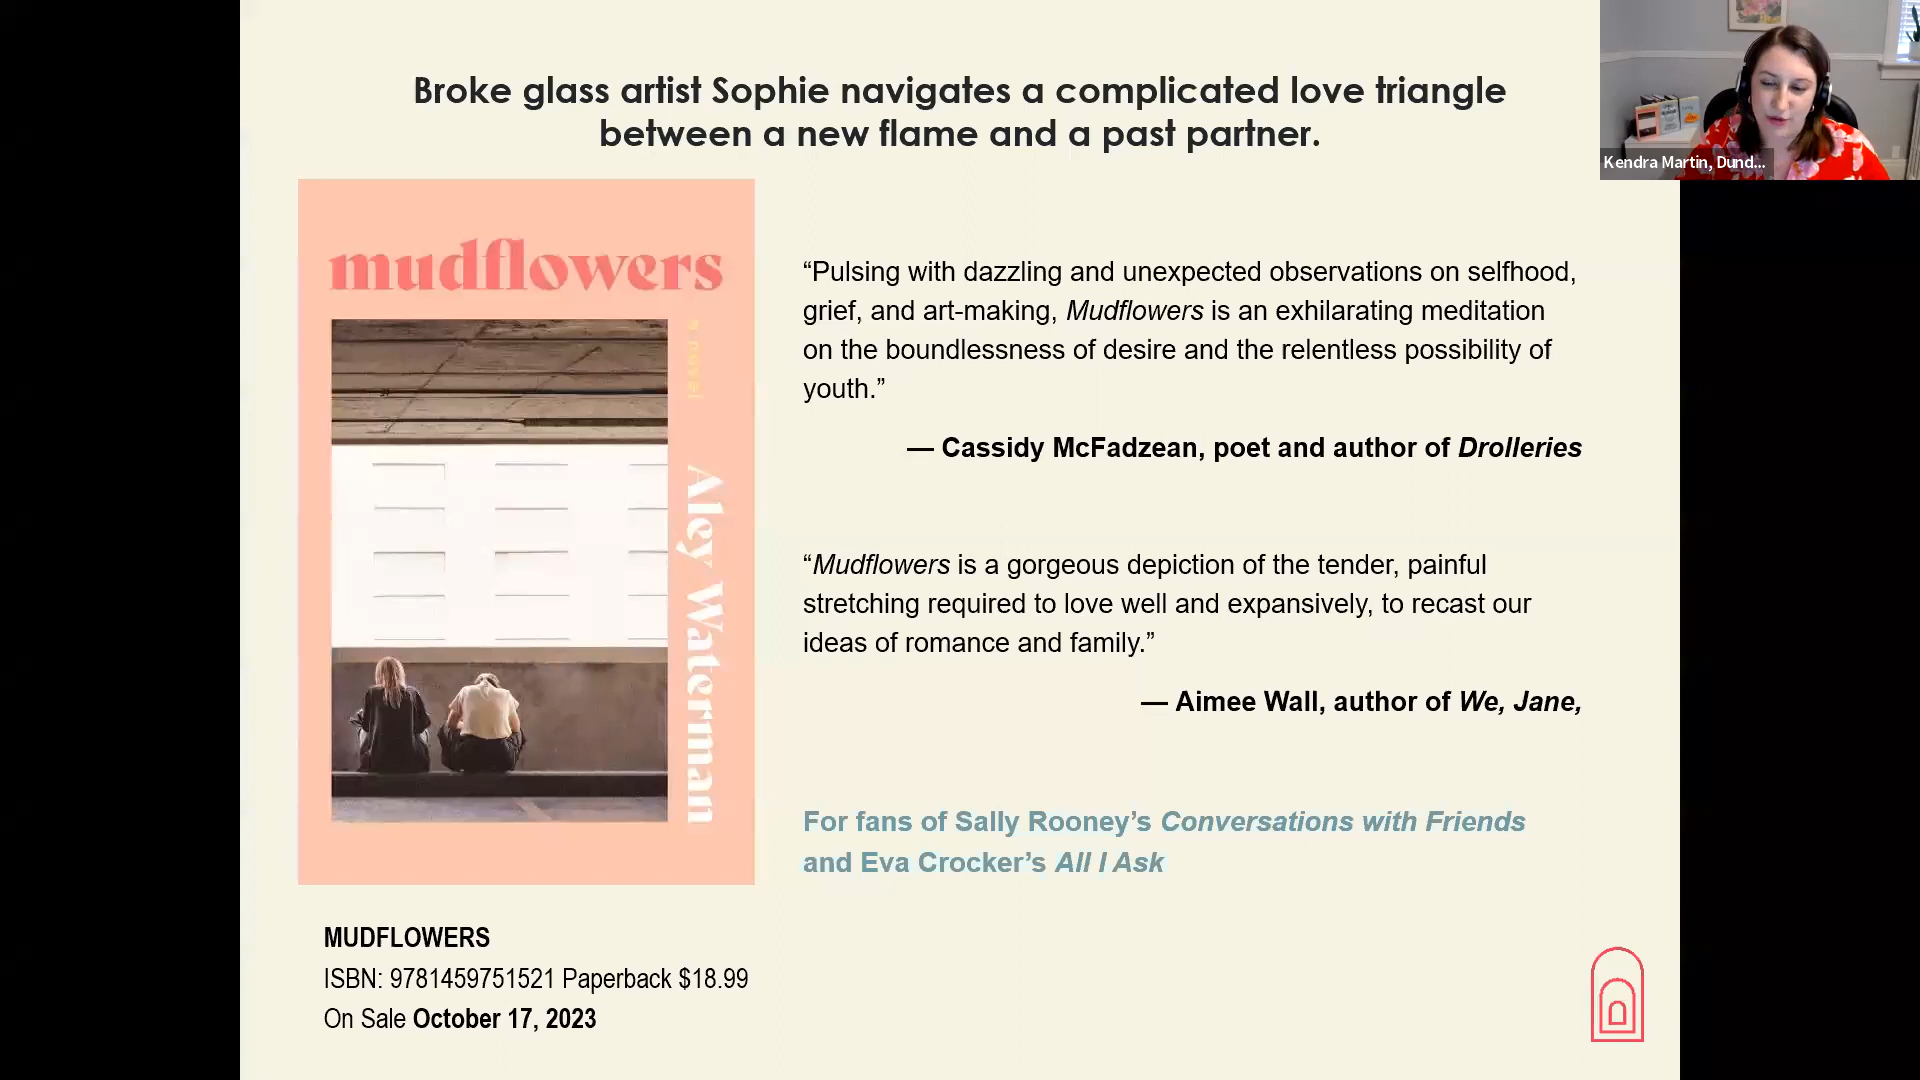 Broke glass artist Sophie navigates a complicated love triangle
between a new flame and a past partner.
Kendra Martin, Dund...
mudflowers
a novel
Aley Waterman
“Pulsing with dazzling and unexpected observations on selfhood,
grief, and art-making, Mudflowers is an exhilarating meditation
on the boundlessness of desire and the relentless possibility of
youth.”
— Cassidy McFadzean, poet and author of Drolleries
“Mudflowers is a gorgeous depiction of the tender, painful
stretching required to love well and expansively, to recast our
ideas of romance and family.”
— Aimee Wall, author of We, Jane,
For fans of Sally Rooney’s Conversations with Friends
and Eva Crocker’s All I Ask
MUDFLOWERS
ISBN: 9781459751521 Paperback $18.99
On Sale October 17, 2023